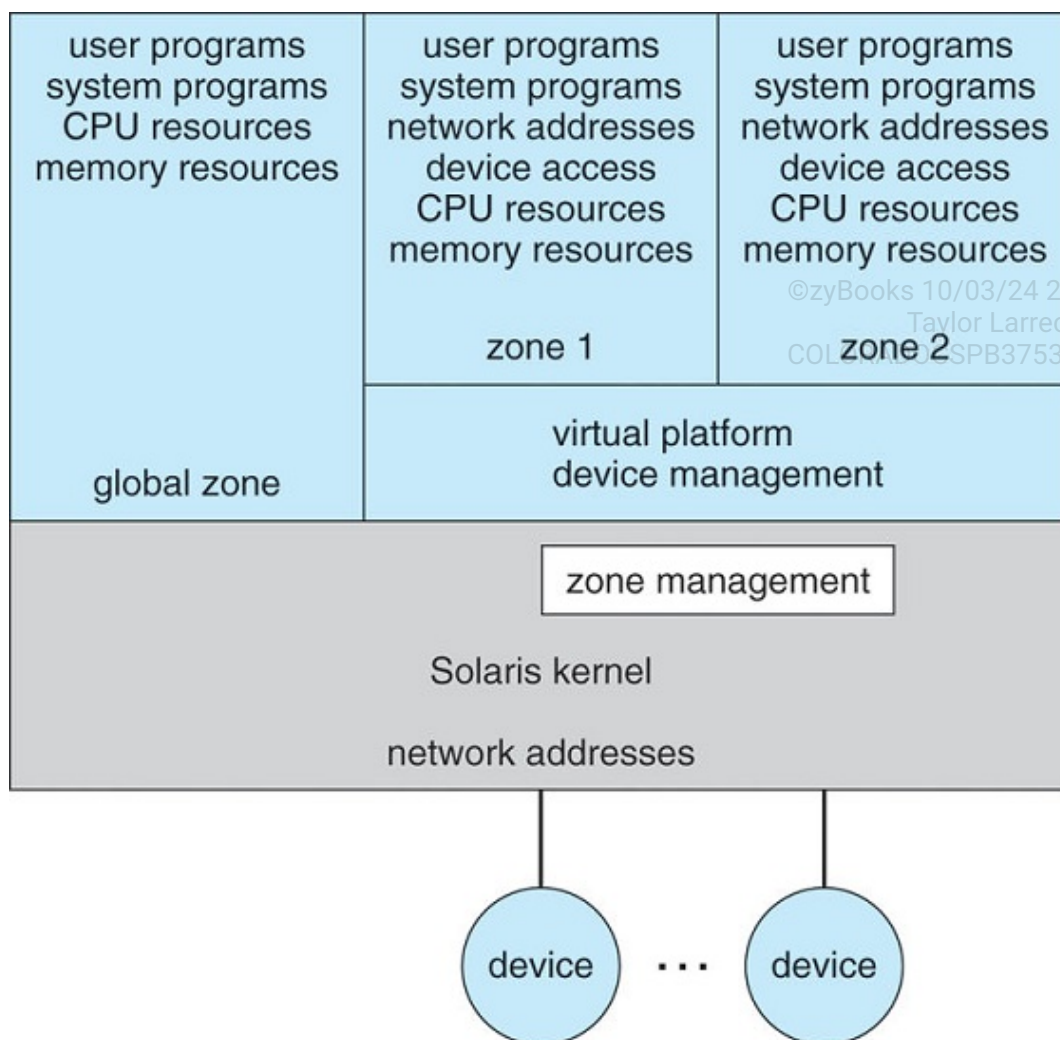 user programs
system programs
CPU resources
memory resources
global zone
user programs
system programs
network addresses
device access
CPU resources
memory resources
zone 1
user programs
system programs
network addresses
device access
CPU resources
memory resources
zone 2
©zyBooks 10/03/24 2
Taylor Larrec
virtual platform
device management
zone management
Solaris kernel
network addresses
device
...
device